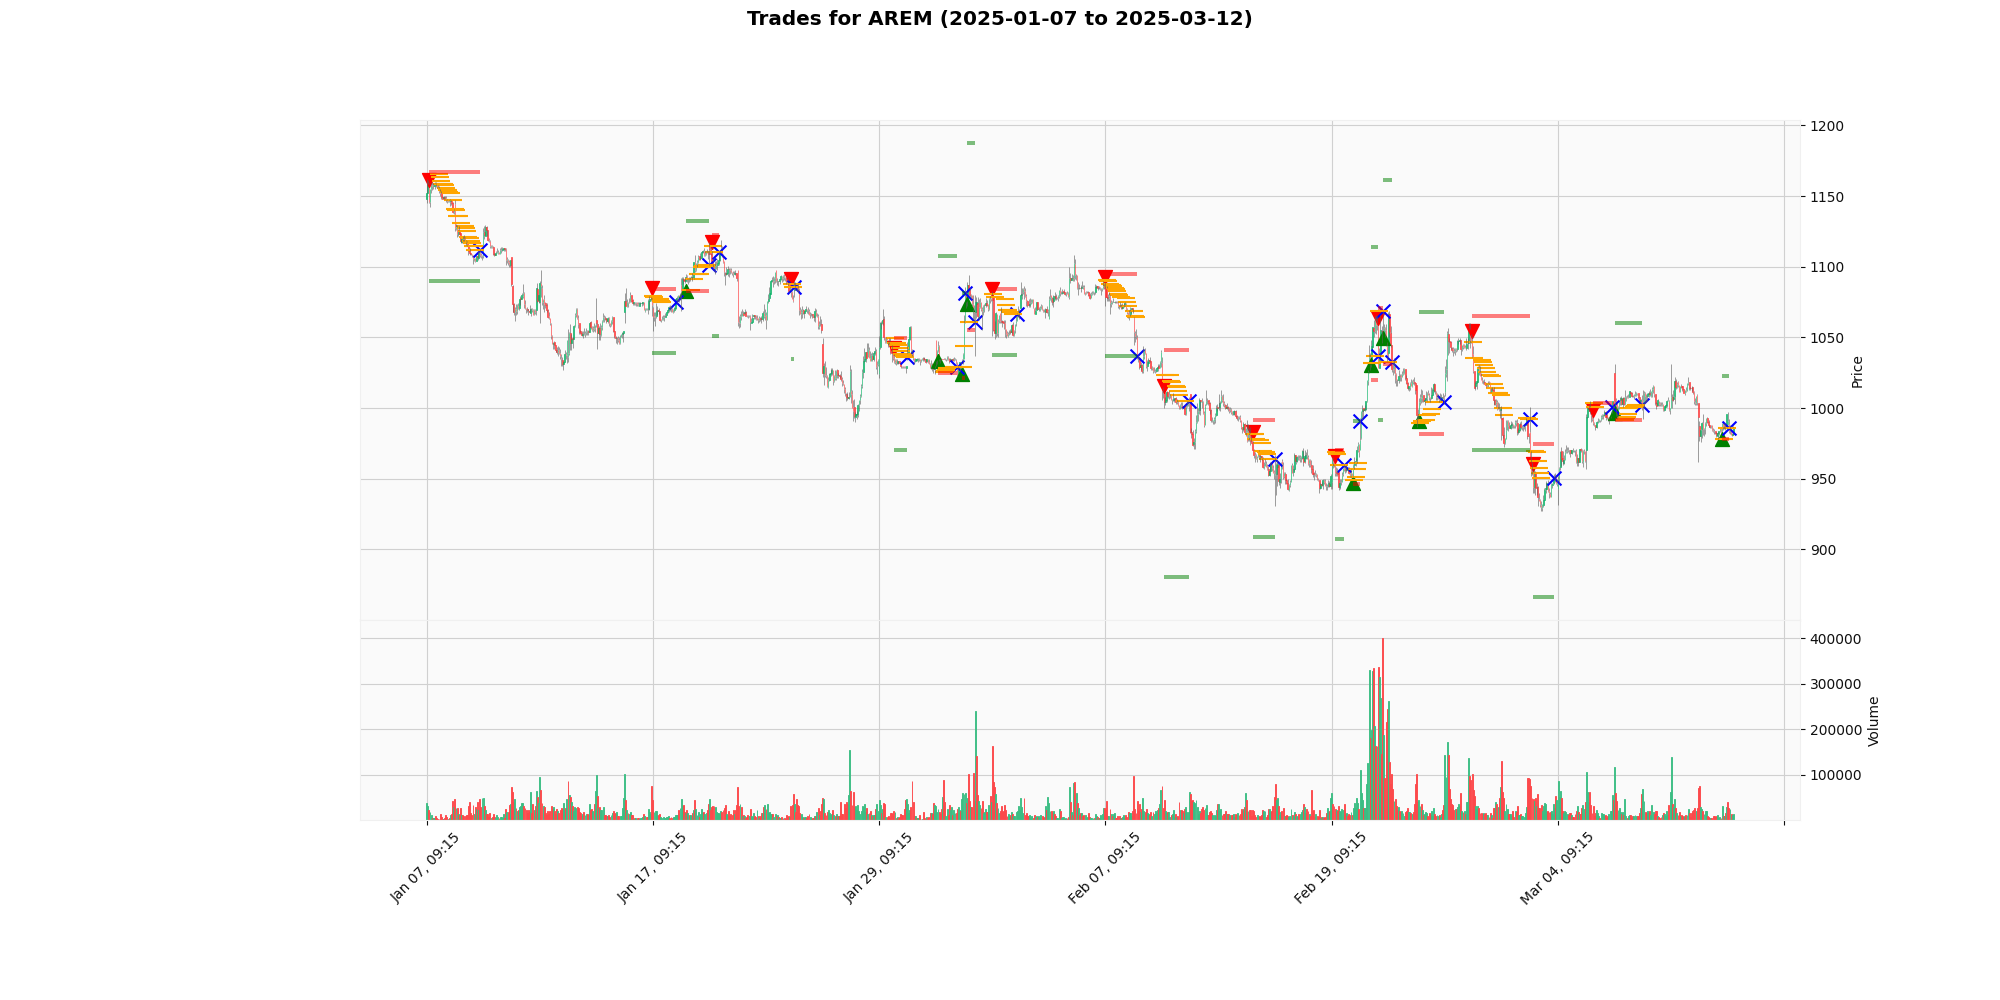 Trades for AREM (2025-01-07 to 2025-03-12)
1200
1150
1100
1050
1000
950
900
Price
400000
300000
200000
100000
Volume
Jan 07, 09:15
Jan 17, 09:15
Jan 29, 09:15
Feb 07, 09:15
Feb 19, 09:15
Mar 04, 09:15